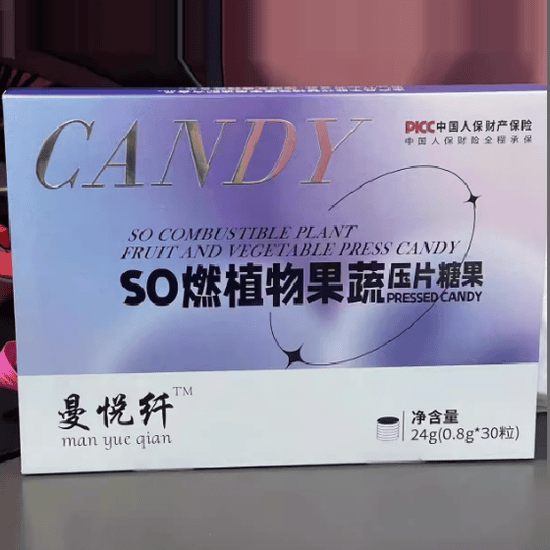 CANDY
PICC中国人保财产保险
中国人保财险全程承保
SO COMBUSTIBLE PLANT
FRUIT AND VEGETABLE PRESS CANDY
SO燃植物果蔬压片糖果
PRESSED CANDY
曼悦纤TM
man yue qian
净含量
24g(0.8g*30粒)